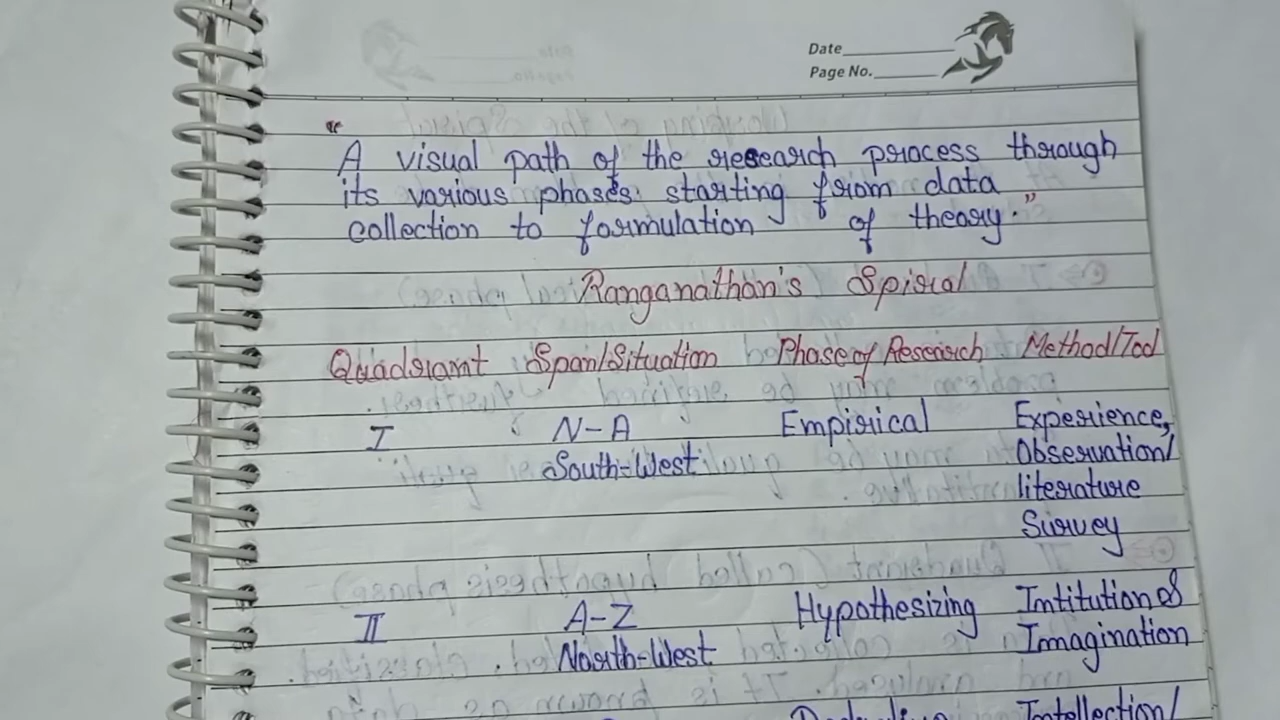 Date
Page No.
"A visual path of the research process through
its various phases: starting from data
collection to formulation of theory."
Ranganathan's Spiral
Quadrant Span/Situation Phase of Research Method/Tool
I N-A Empirical Experience,
South-West Observation/
literature
Survey
II A-Z Hypothesizing Intitution &
North-West Imagination
Intellection/